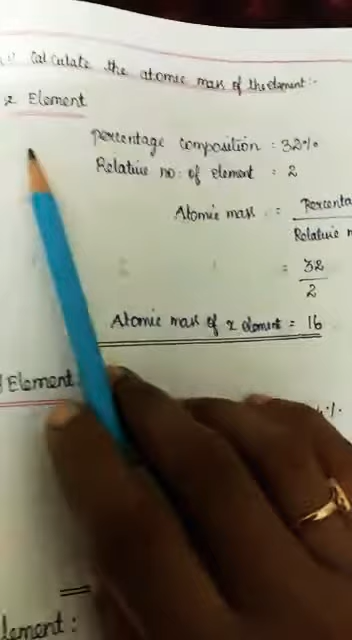 Calculate the atomic mass of the element:-
x Element
percentage composition : 32%
Relative no: of element : 2
Atomic mass =
Relative
= 32
2
Atomic mass of x element = 16
Element
%.